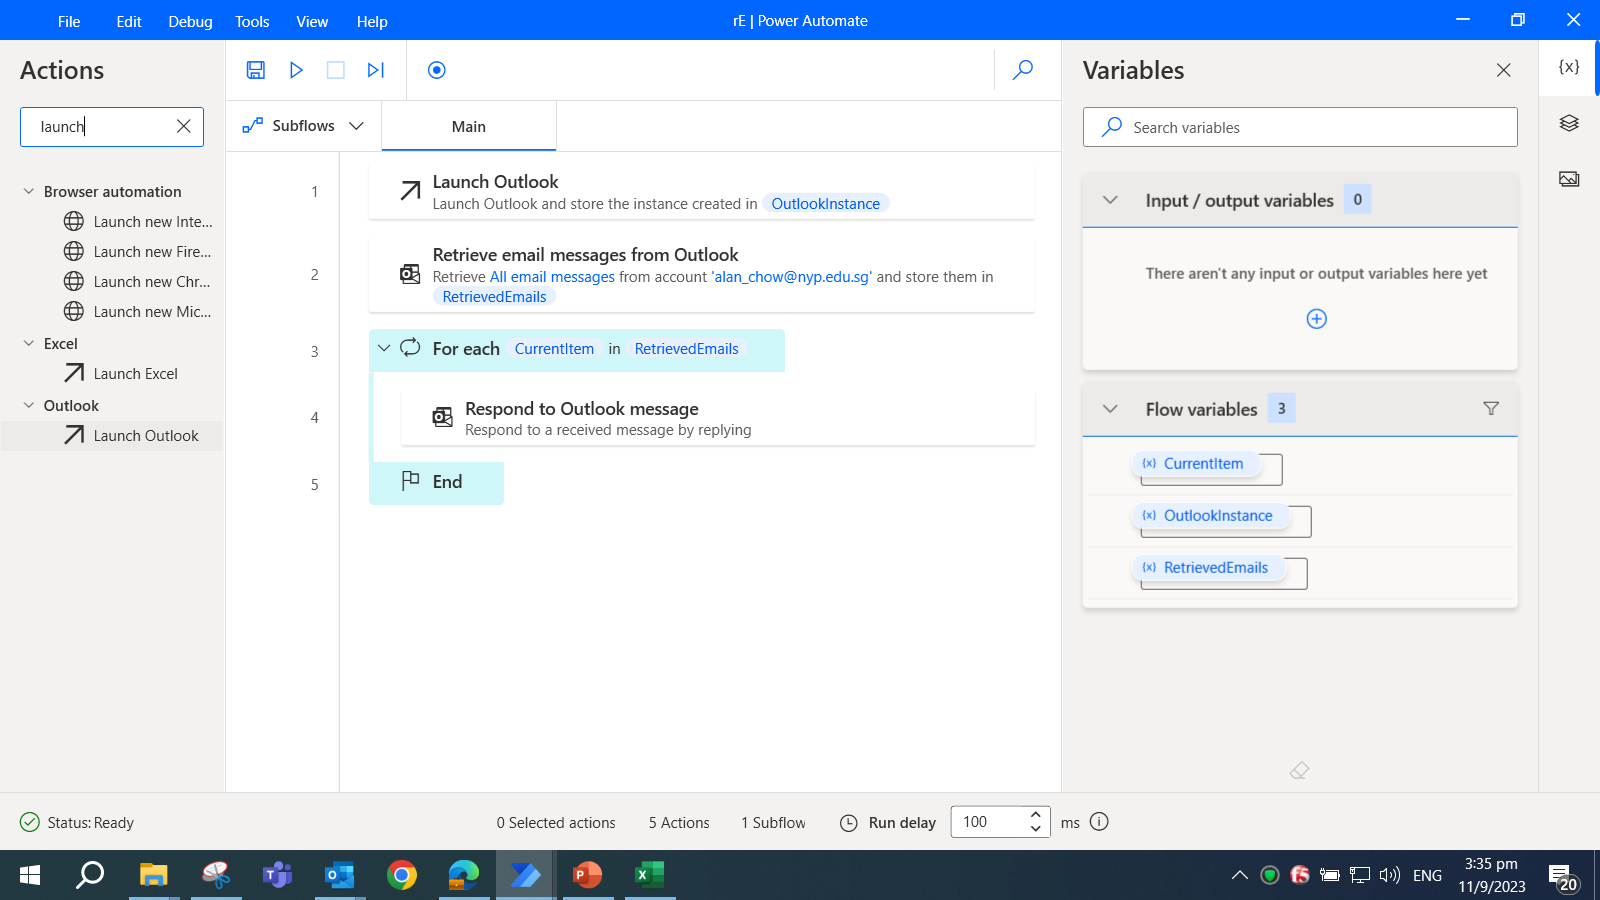 File Edit Debug Tools View Help rE | Power Automate
Actions
launch
Browser automation
Launch new Inte...
Launch new Fire...
Launch new Chr...
Launch new Mic...
Excel
Launch Excel
Outlook
Launch Outlook
Subflows Main
1 Launch Outlook
Launch Outlook and store the instance created in OutlookInstance
2 Retrieve email messages from Outlook
Retrieve All email messages from account 'alan_chow@nyp.edu.sg' and store them in
RetrievedEmails
3 For each CurrentItem in RetrievedEmails
4 Respond to Outlook message
Respond to a received message by replying
5 End
Variables
{x}
Search variables
Input / output variables 0
There aren't any input or output variables here yet
Flow variables 3
{x} CurrentItem
{x} OutlookInstance
{x} RetrievedEmails
Status: Ready 0 Selected actions 5 Actions 1 Subflow Run delay 100 ms
ENG 3:35 pm
11/9/2023
20